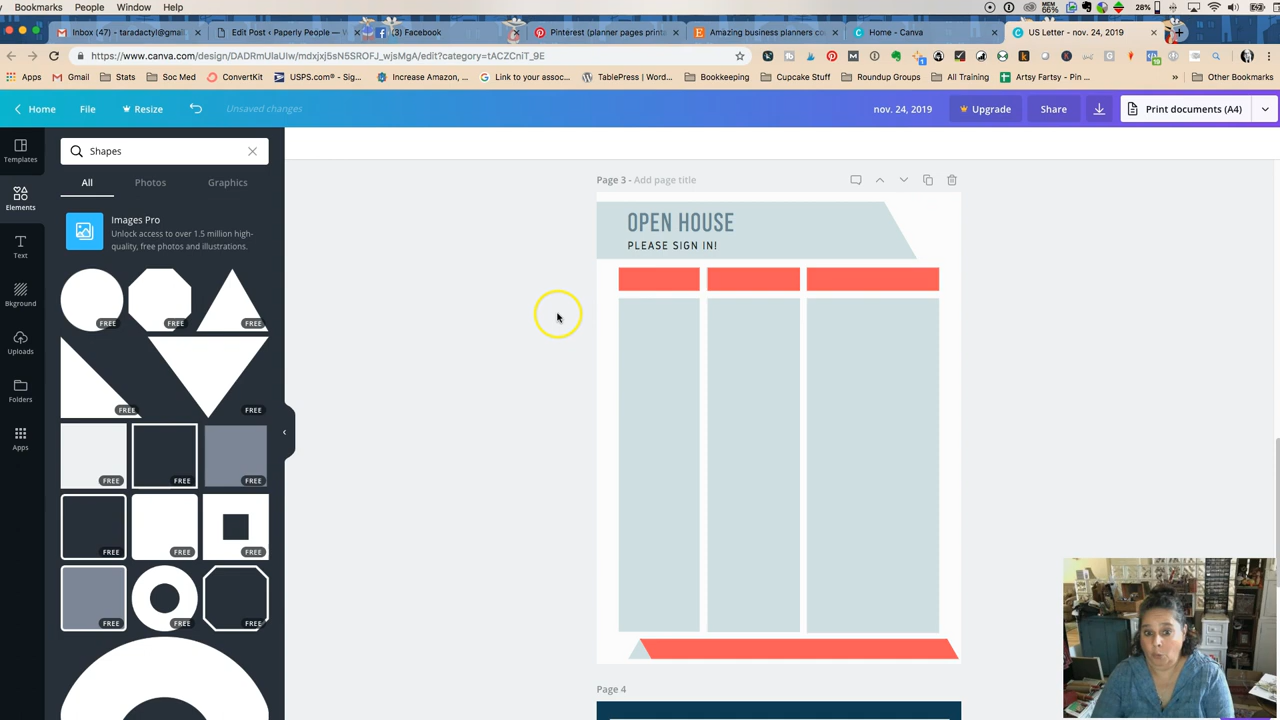 Bookmarks People Window Help
MEM 66% 28%
Inbox (47) - taradactyl@gmail
Edit Post ‹ Paperly People — W
(3) Facebook
Pinterest (planner pages print
Amazing business planners co
Home - Canva
US Letter - nov. 24, 2019
https://www.canva.com/design/DADRmUlaUIw/mdxjxj5sN5SROFJ_wjsMgA/edit?category=tACZCniT_9E
Apps Gmail Stats Soc Med ConvertKit USPS.com® - Sig... Increase Amazon, ... Link to your assoc... TablePress | Word... Bookkeeping Cupcake Stuff Roundup Groups All Training Artsy Fartsy - Pin ... » Other Bookmarks
Home File Resize Unsaved changes nov. 24, 2019 Upgrade Share Print documents (A4)
Templates
Elements
Text
Bkground
Uploads
Folders
Apps
Shapes
All Photos Graphics
Images Pro
Unlock access to over 1.5 million high-
quality, free photos and illustrations.
FREE FREE FREE
FREE FREE
FREE FREE FREE
FREE FREE FREE
FREE FREE FREE
Page 3 - Add page title
OPEN HOUSE
PLEASE SIGN IN!
Page 4